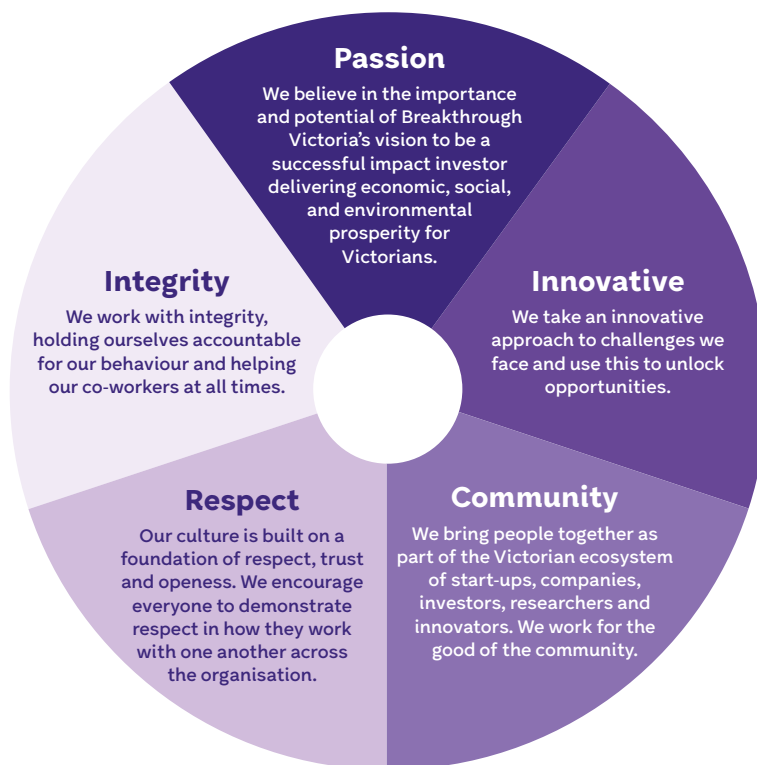 Passion
We believe in the importance
and potential of Breakthrough
Victoria’s vision to be a
successful impact investor
delivering economic, social,
and environmental
prosperity for
Victorians.
Innovative
We take an innovative
approach to challenges we
face and use this to unlock
opportunities.
Community
We bring people together as
part of the Victorian ecosystem
of start-ups, companies,
investors, researchers and
innovators. We work for the
good of the community.
Respect
Our culture is built on a
foundation of respect, trust
and openess. We encourage
everyone to demonstrate
respect in how they work
with one another across
the organisation.
Integrity
We work with integrity,
holding ourselves accountable
for our behaviour and helping
our co-workers at all times.